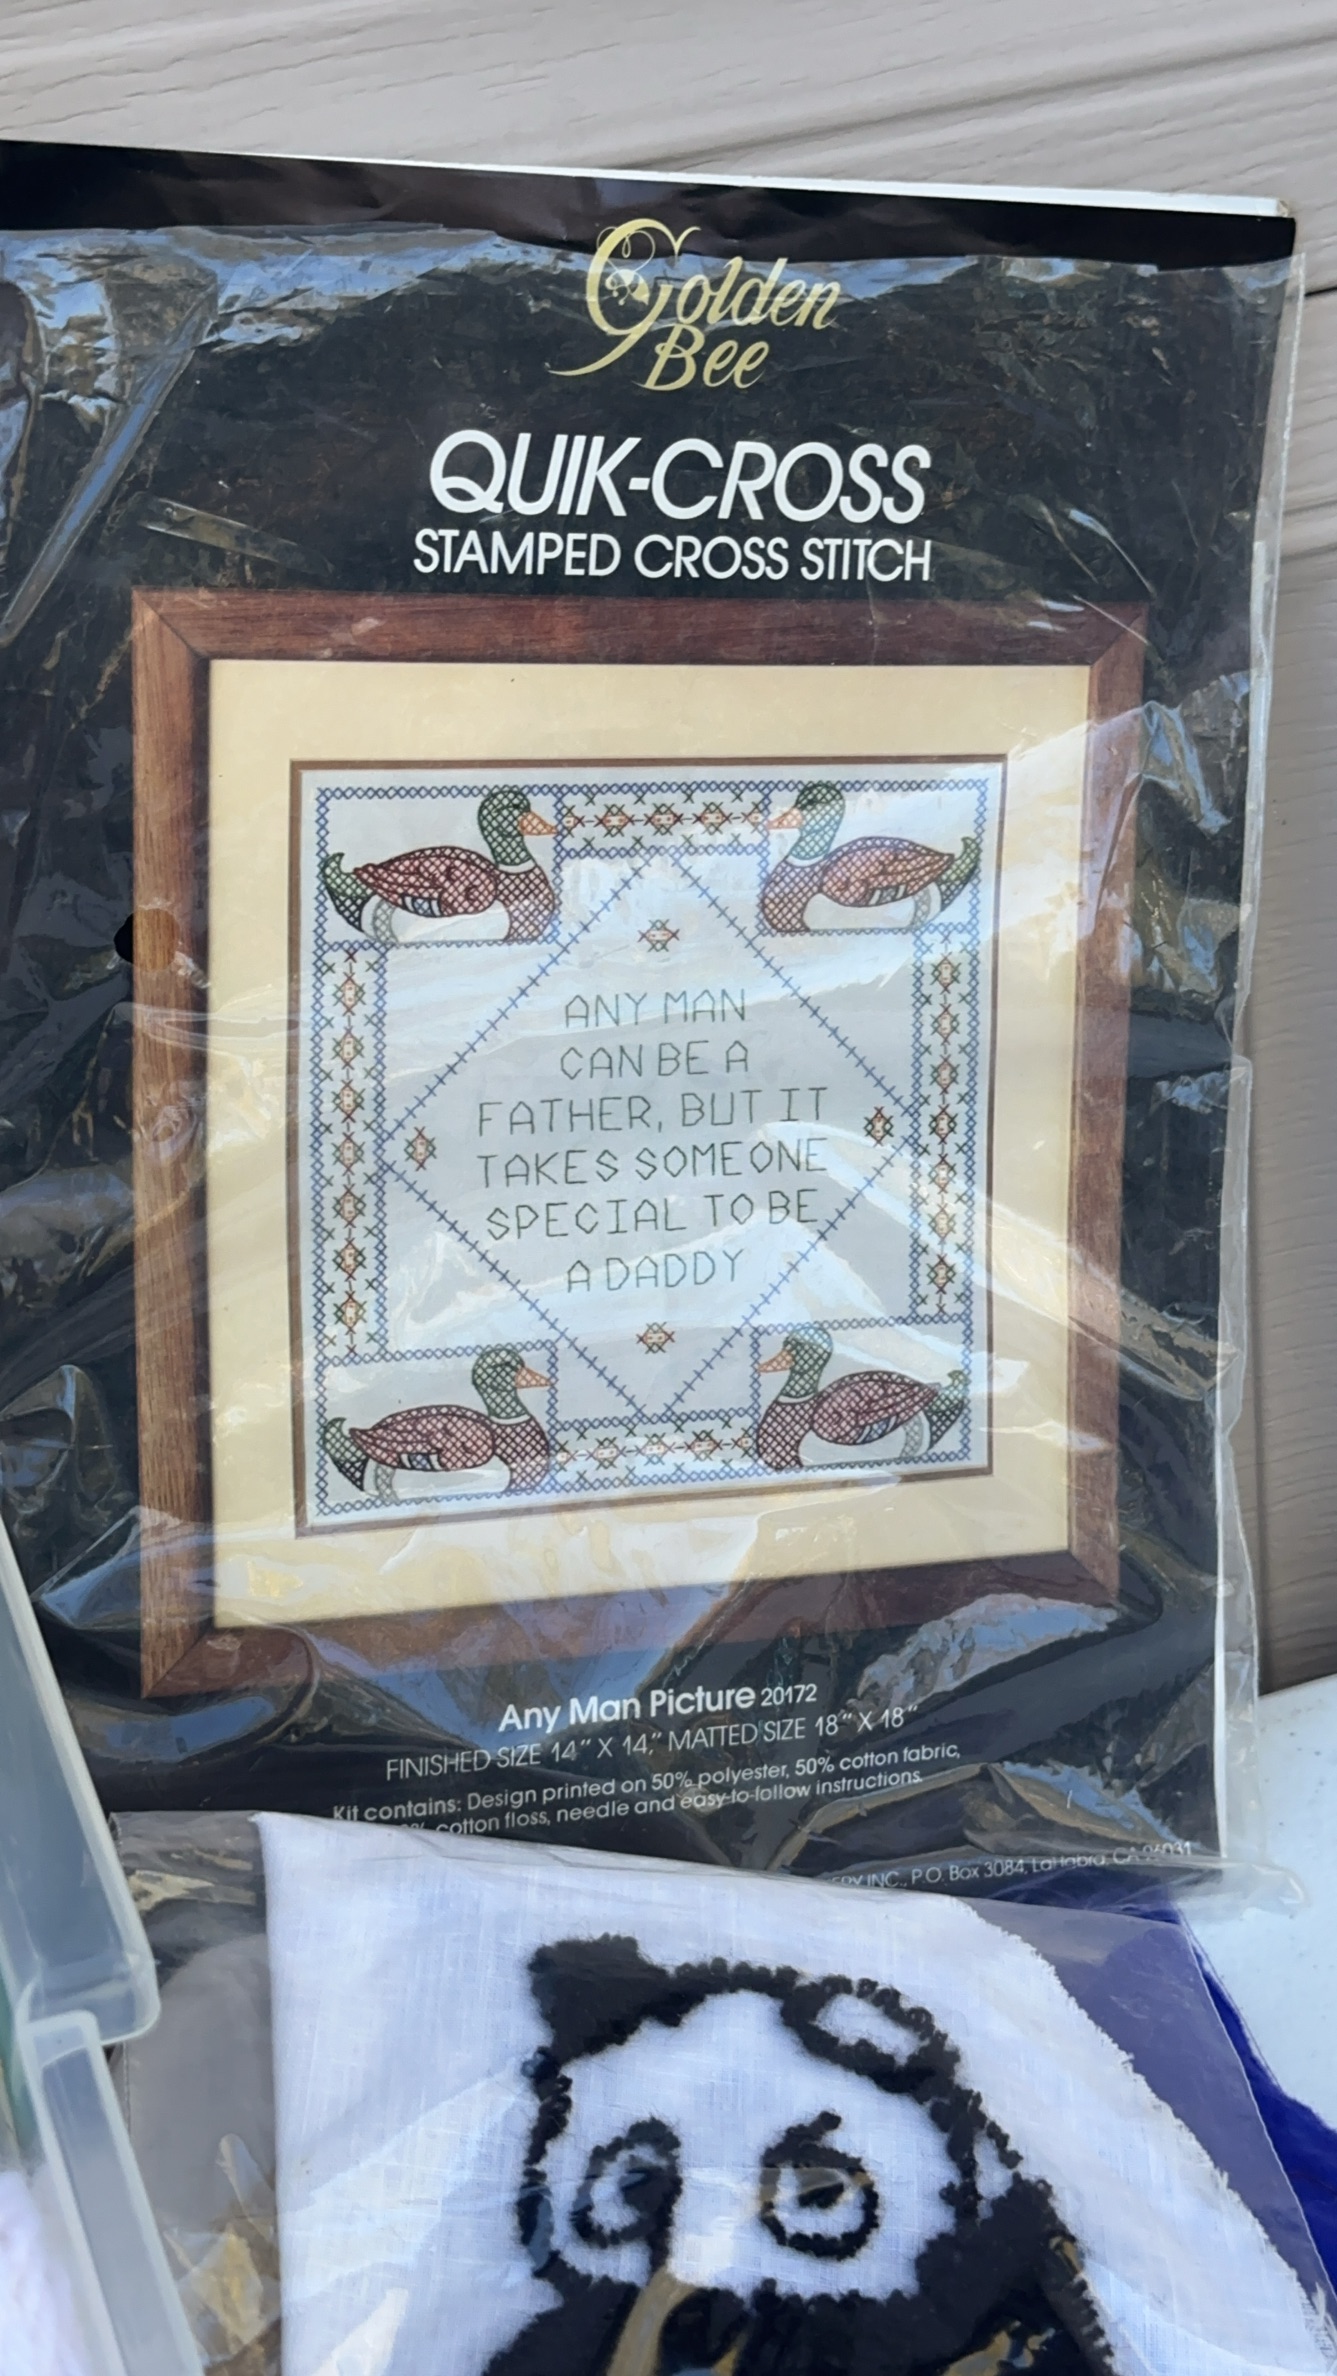 Golden
Bee
QUIK-CROSS
STAMPED CROSS STITCH
ANY MAN
CAN BE A
FATHER, BUT IT
TAKES SOMEONE
SPECIAL TO BE
A DADDY
Any Man Picture 20172
FINISHED SIZE 14" X 14," MATTED SIZE 18" X 18"
Kit contains: Design printed on 50% polyester, 50% cotton fabric,
cotton floss, needle and easy-to-follow instructions.
INC., P.O. Box 3084, LaHabra, CA